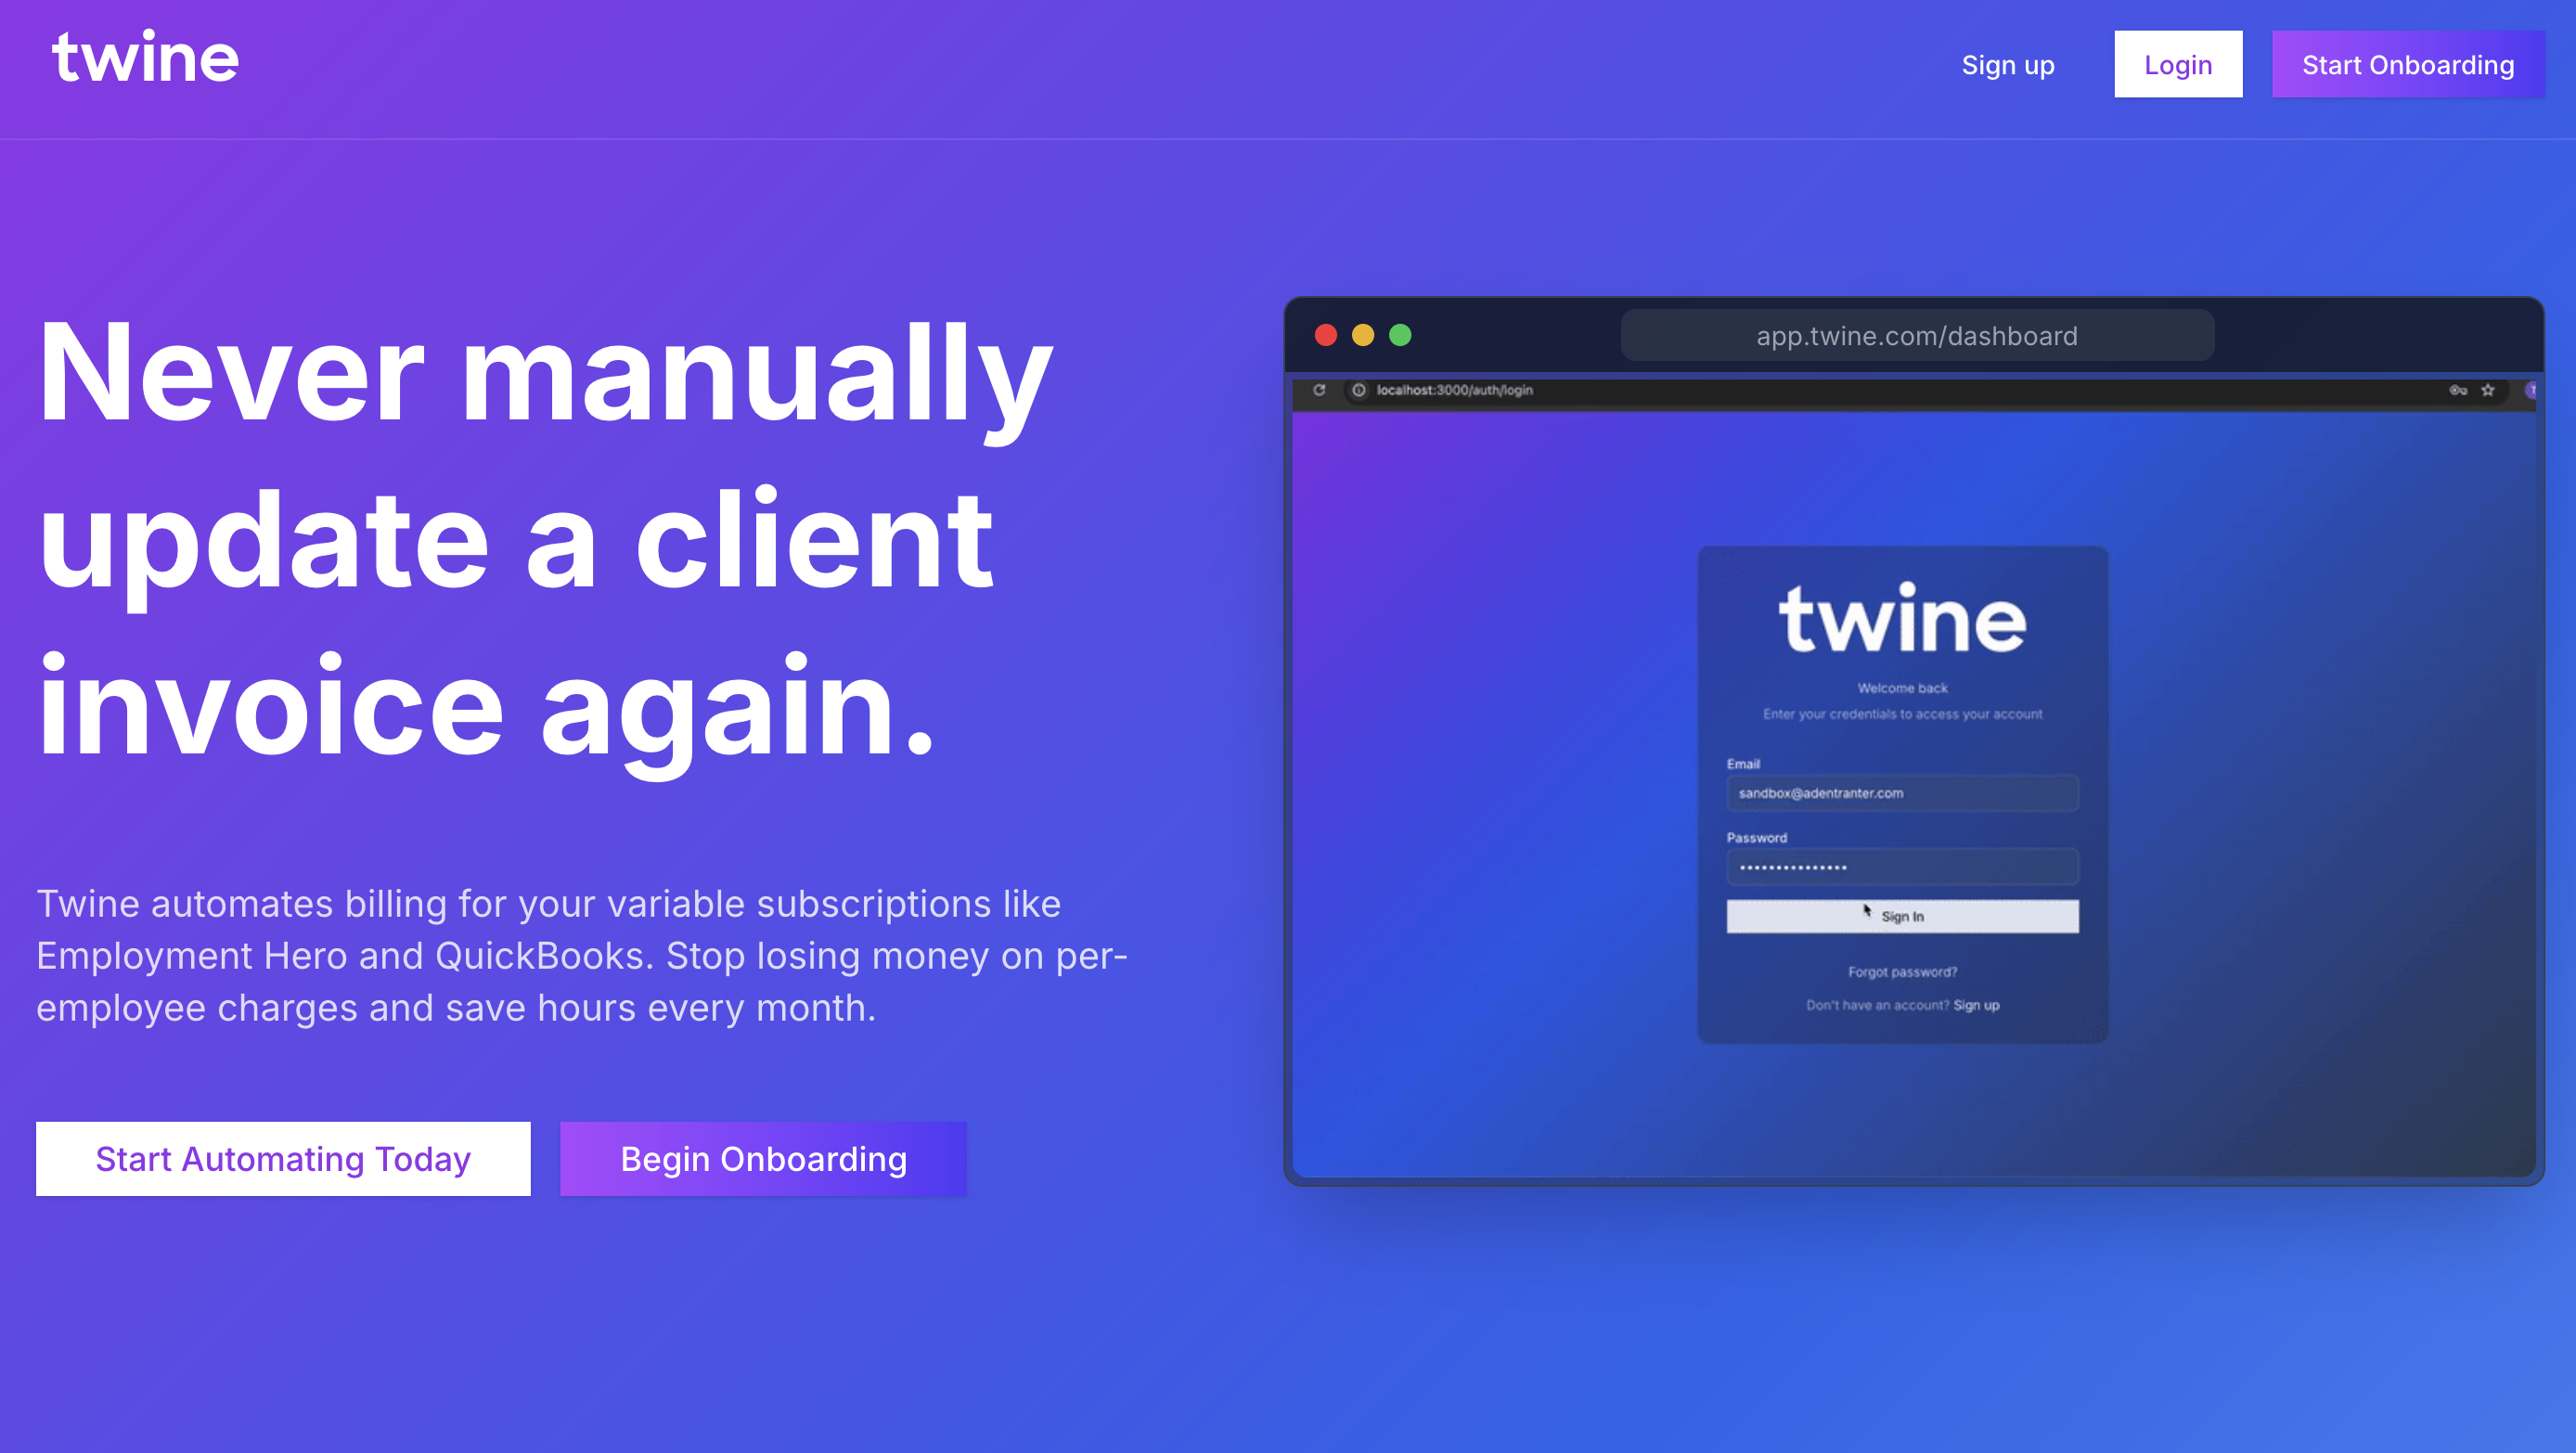 twine
Sign up
Login
Start Onboarding
Never manually
update a client
invoice again.
Twine automates billing for your variable subscriptions like
Employment Hero and QuickBooks. Stop losing money on per-
employee charges and save hours every month.
Start Automating Today
Begin Onboarding
app.twine.com/dashboard
localhost:3000/auth/login
twine
Welcome back
Enter your credentials to access your account
Email
sandbox@adentranter.com
Password
•••••••••••••••
Sign In
Forgot password?
Don't have an account? Sign up